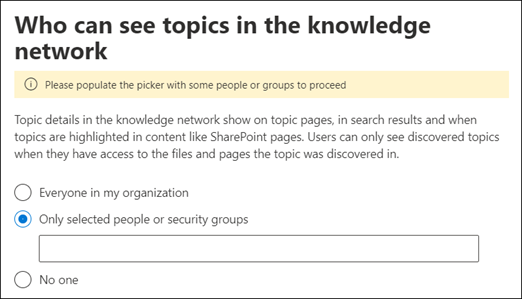 Who can see topics in the knowledge
network
Please populate the picker with some people or groups to proceed
Topic details in the knowledge network show on topic pages, in search results and when
topics are highlighted in content like SharePoint pages. Users can only see discovered topics
when they have access to the files and pages the topic was discovered in.
Everyone in my organization
Only selected people or security groups
No one